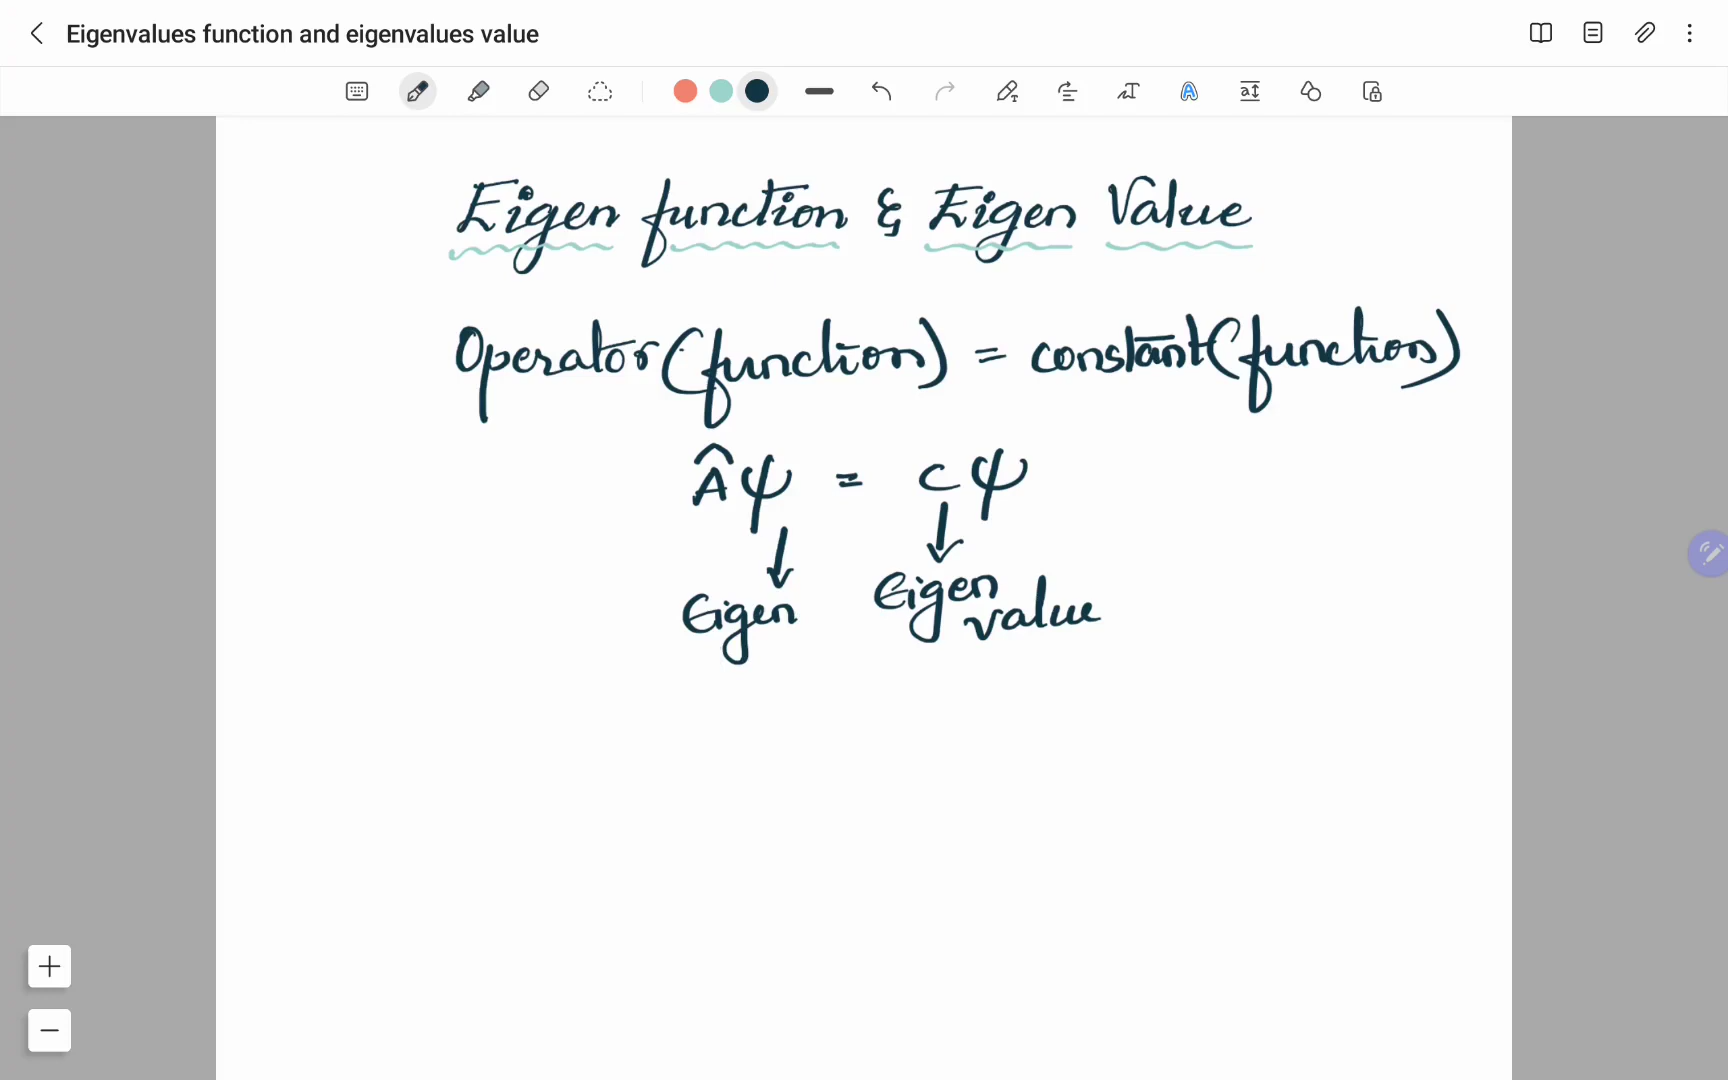 Eigenvalues function and eigenvalues value
Eigen function & Eigen Value
Operator(function) = constant(function)
Âψ = cψ
Eigen Eigen value